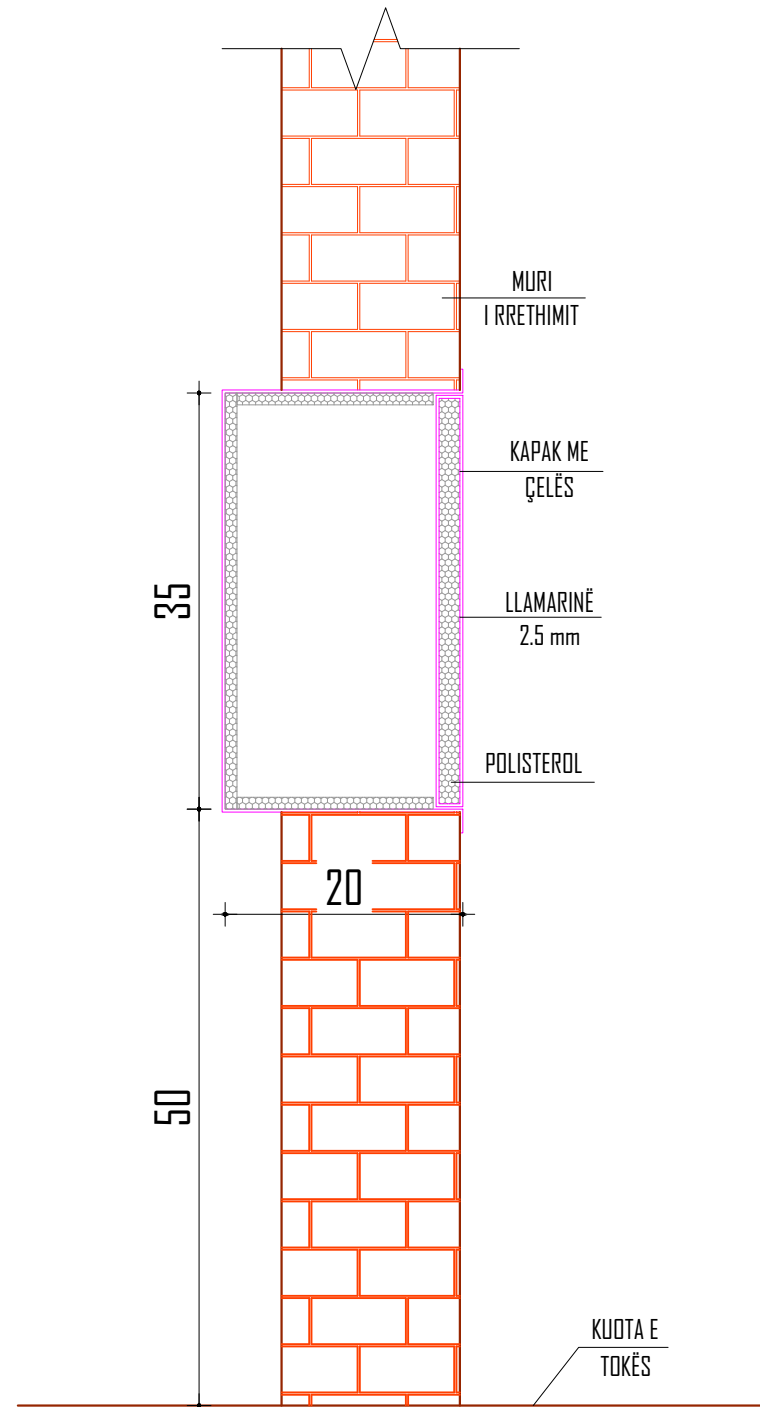 MURI
I RRETHIMIT
KAPAK ME
ÇELËS
35
LLAMARINË
2.5 mm
POLISTEROL
20
50
KUOTA E
TOKËS